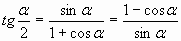 tg α/2 = sin α / (1 + cos α) = (1 − cos α) / sin α